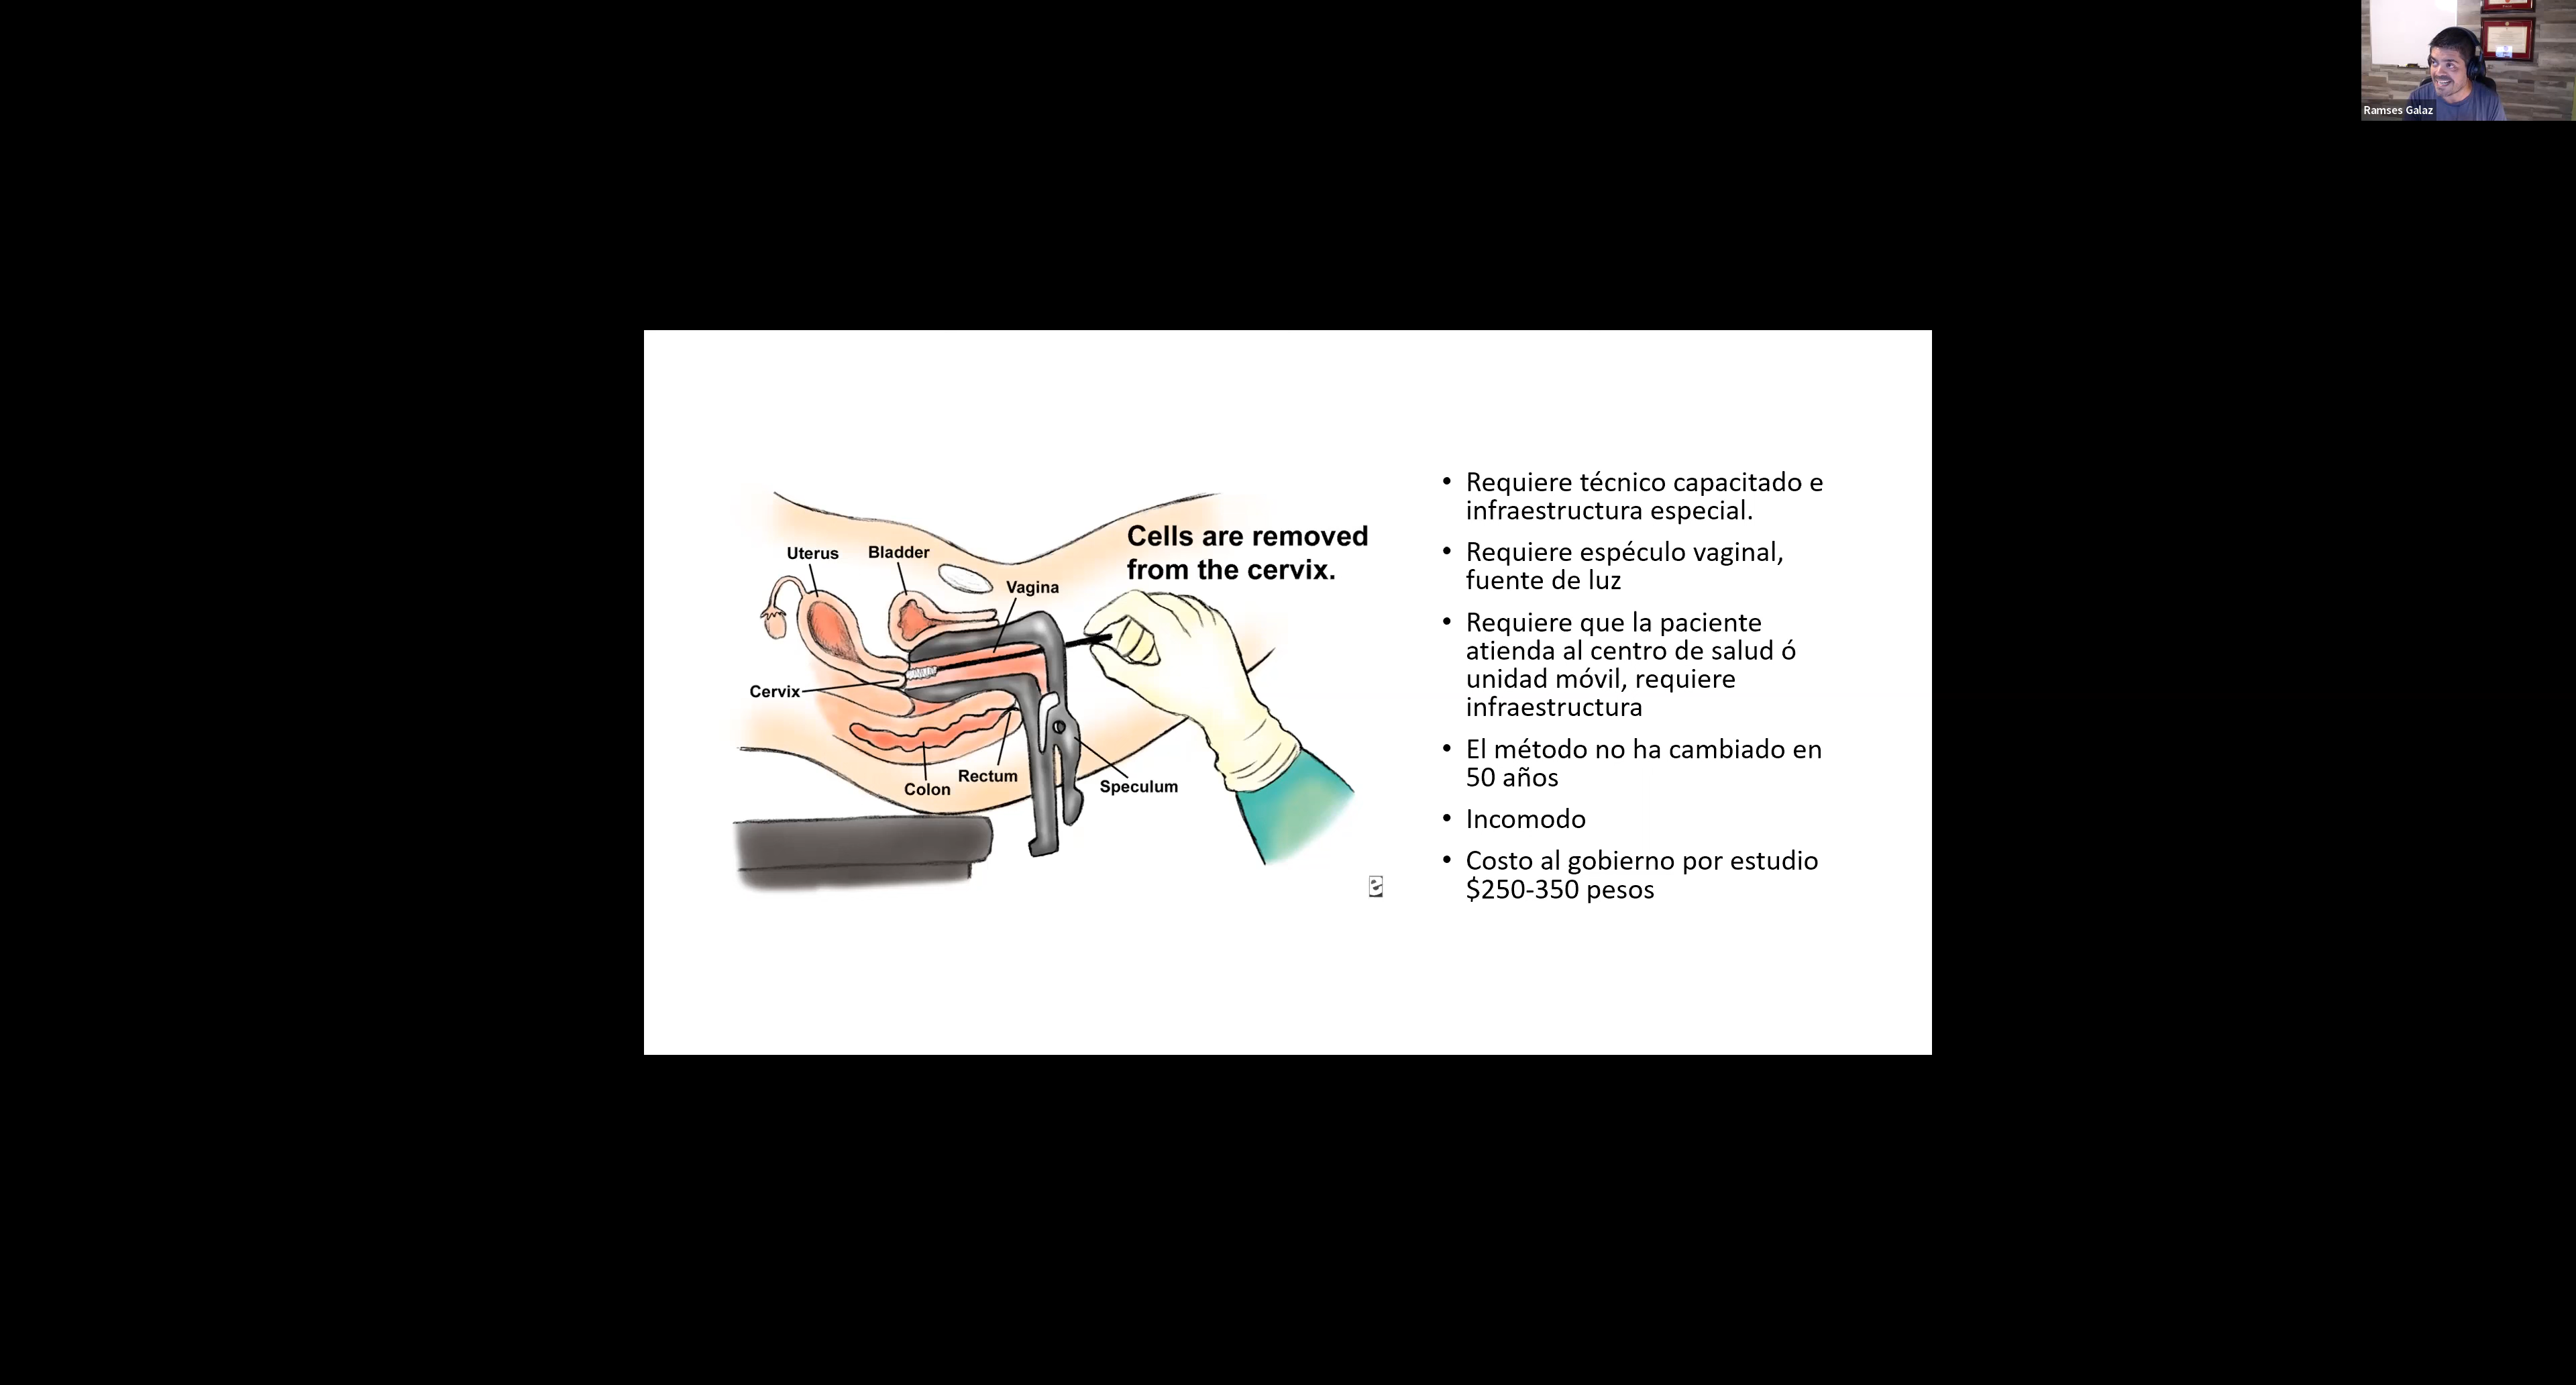 Ramses Galaz
Cells are removed
from the cervix.
Uterus
Bladder
Vagina
Cervix
Colon
Rectum
Speculum
• Requiere técnico capacitado e
infraestructura especial.
• Requiere espéculo vaginal,
fuente de luz
• Requiere que la paciente
atienda al centro de salud ó
unidad móvil, requiere
infraestructura
• El método no ha cambiado en
50 años
• Incomodo
• Costo al gobierno por estudio
$250-350 pesos